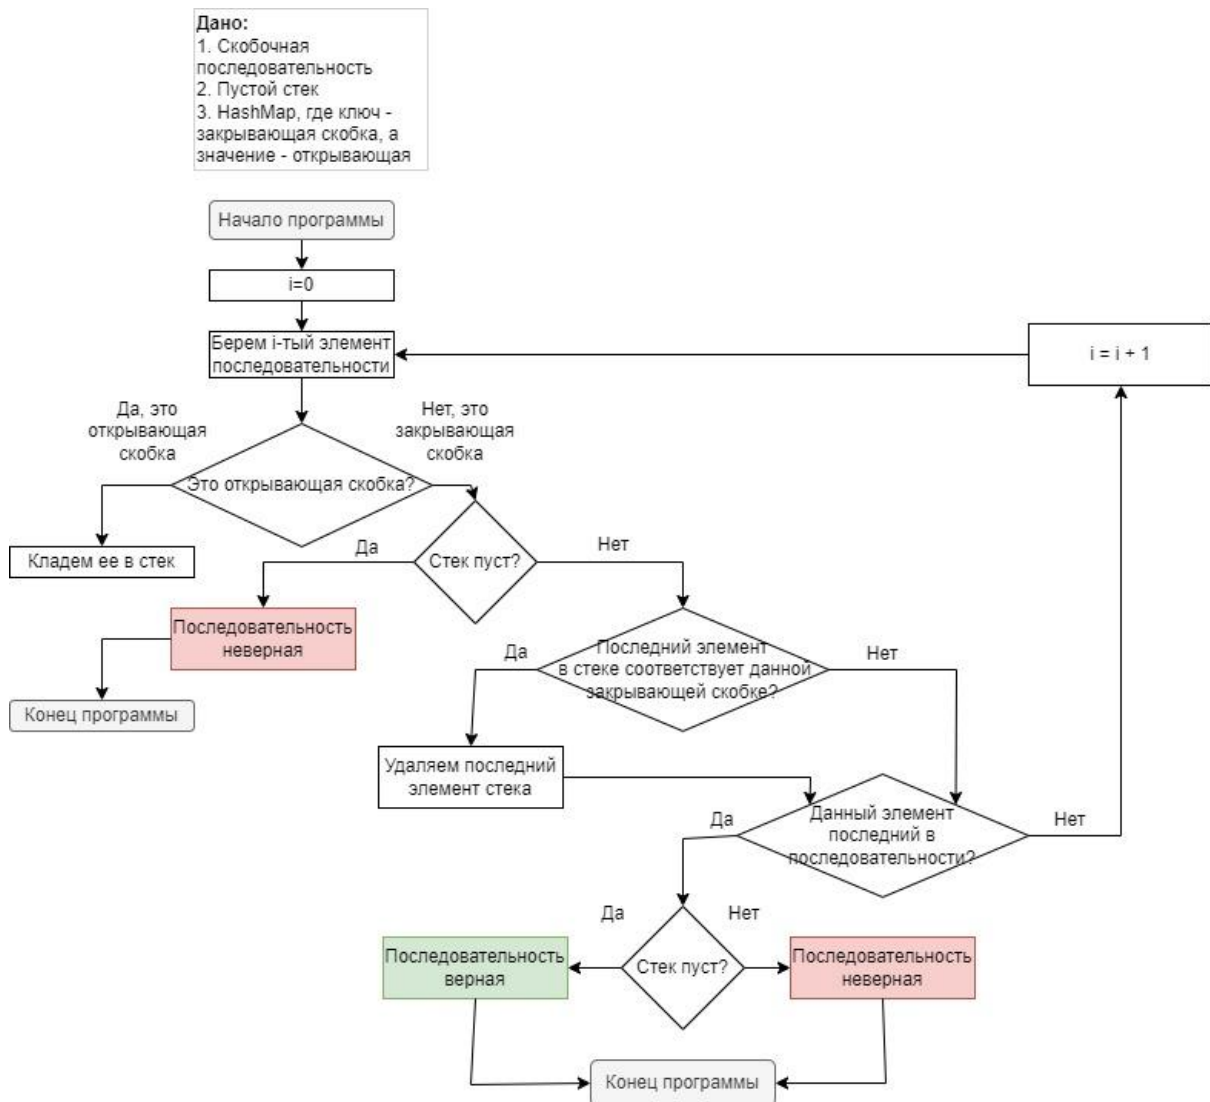 Дано:
1. Скобочная
последовательность
2. Пустой стек
3. HashMap, где ключ -
закрывающая скобка, а
значение - открывающая
Начало программы
i=0
Берем i-тый элемент
последовательности
i = i + 1
Да, это
открывающая
скобка
Нет, это
закрывающая
скобка
Это открывающая скобка?
Кладем ее в стек
Да
Стек пуст?
Нет
Последовательность
неверная
Конец программы
Да
Последний элемент
в стеке соответствует данной
закрывающей скобке?
Нет
Удаляем последний
элемент стека
Да
Данный элемент
последний в
последовательности?
Нет
Да
Нет
Последовательность
верная
Стек пуст?
Последовательность
неверная
Конец программы